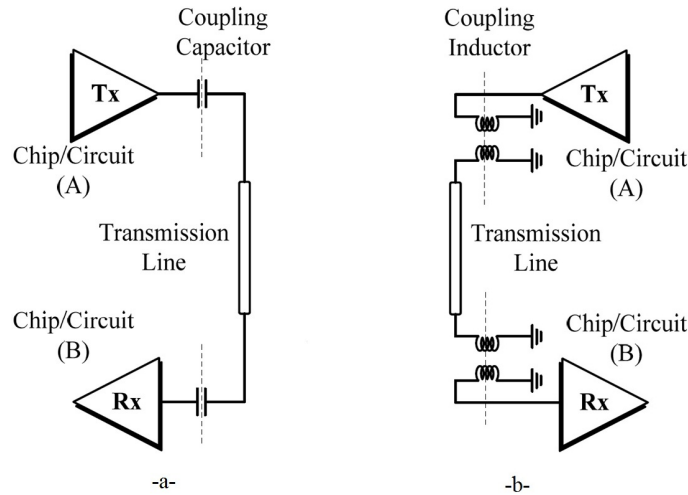 Coupling
Capacitor
Tx
Chip/Circuit
(A)
Transmission
Line
Chip/Circuit
(B)
Rx
-a-
Coupling
Inductor
Tx
Chip/Circuit
(A)
Transmission
Line
Chip/Circuit
(B)
Rx
-b-